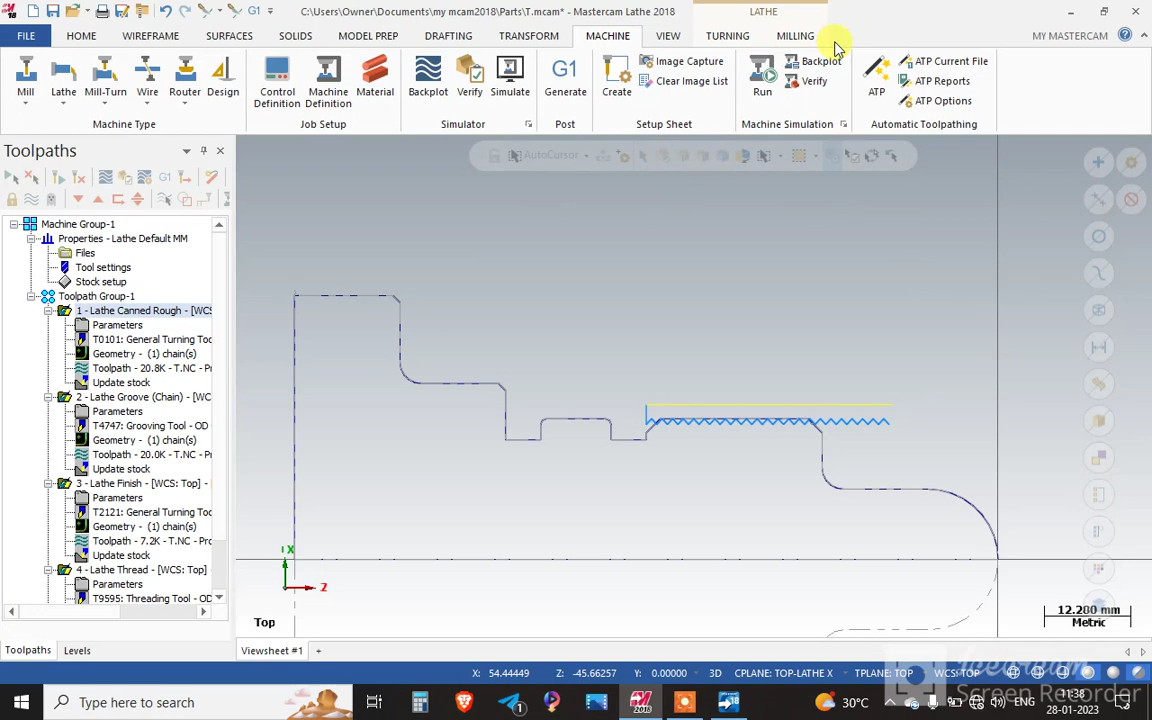 G1
C:\Users\Owner\Documents\my mcam2018\Parts\T.mcam* - Mastercam Lathe 2018
LATHE
FILE HOME WIREFRAME SURFACES SOLIDS MODEL PREP DRAFTING TRANSFORM MACHINE VIEW TURNING MILLING MY MASTERCAM
Mill Lathe Mill-Turn Wire Router Design
Machine Type
Control Definition Machine Definition Material
Job Setup
Backplot Verify Simulate
Simulator
G1 Generate
Post
Create Image Capture
Clear Image List
Setup Sheet
Run Backplot
Verify
Machine Simulation
ATP ATP Current File
ATP Reports
ATP Options
Automatic Toolpathing
Toolpaths
G1
AutoCursor
Machine Group-1
Properties - Lathe Default MM
Files
Tool settings
Stock setup
Toolpath Group-1
1 - Lathe Canned Rough - [WCS
Parameters
T0101: General Turning Too
Geometry - (1) chain(s)
Toolpath - 20.8K - T.NC - Pr
Update stock
2 - Lathe Groove (Chain) - [WCS
Parameters
T4747: Grooving Tool - OD
Geometry - (1) chain(s)
Toolpath - 20.0K - T.NC - Pr
Update stock
3 - Lathe Finish - [WCS: Top] -
Parameters
T2121: General Turning Too
Geometry - (1) chain(s)
Toolpath - 7.2K - T.NC - Pro
Update stock
4 - Lathe Thread - [WCS: Top]
Parameters
T9595: Threading Tool - OD
X
Z
Top
12.280 mm
Metric
Toolpaths Levels
Viewsheet #1 +
X: 54.44449 Z: -45.66257 Y: 0.00000 3D CPLANE: TOP-LATHE X TPLANE: TOP WCS: TOP
Icecream
Screen Recorder
Type here to search
1
2018
30°C
ENG
11:38
28-01-2023